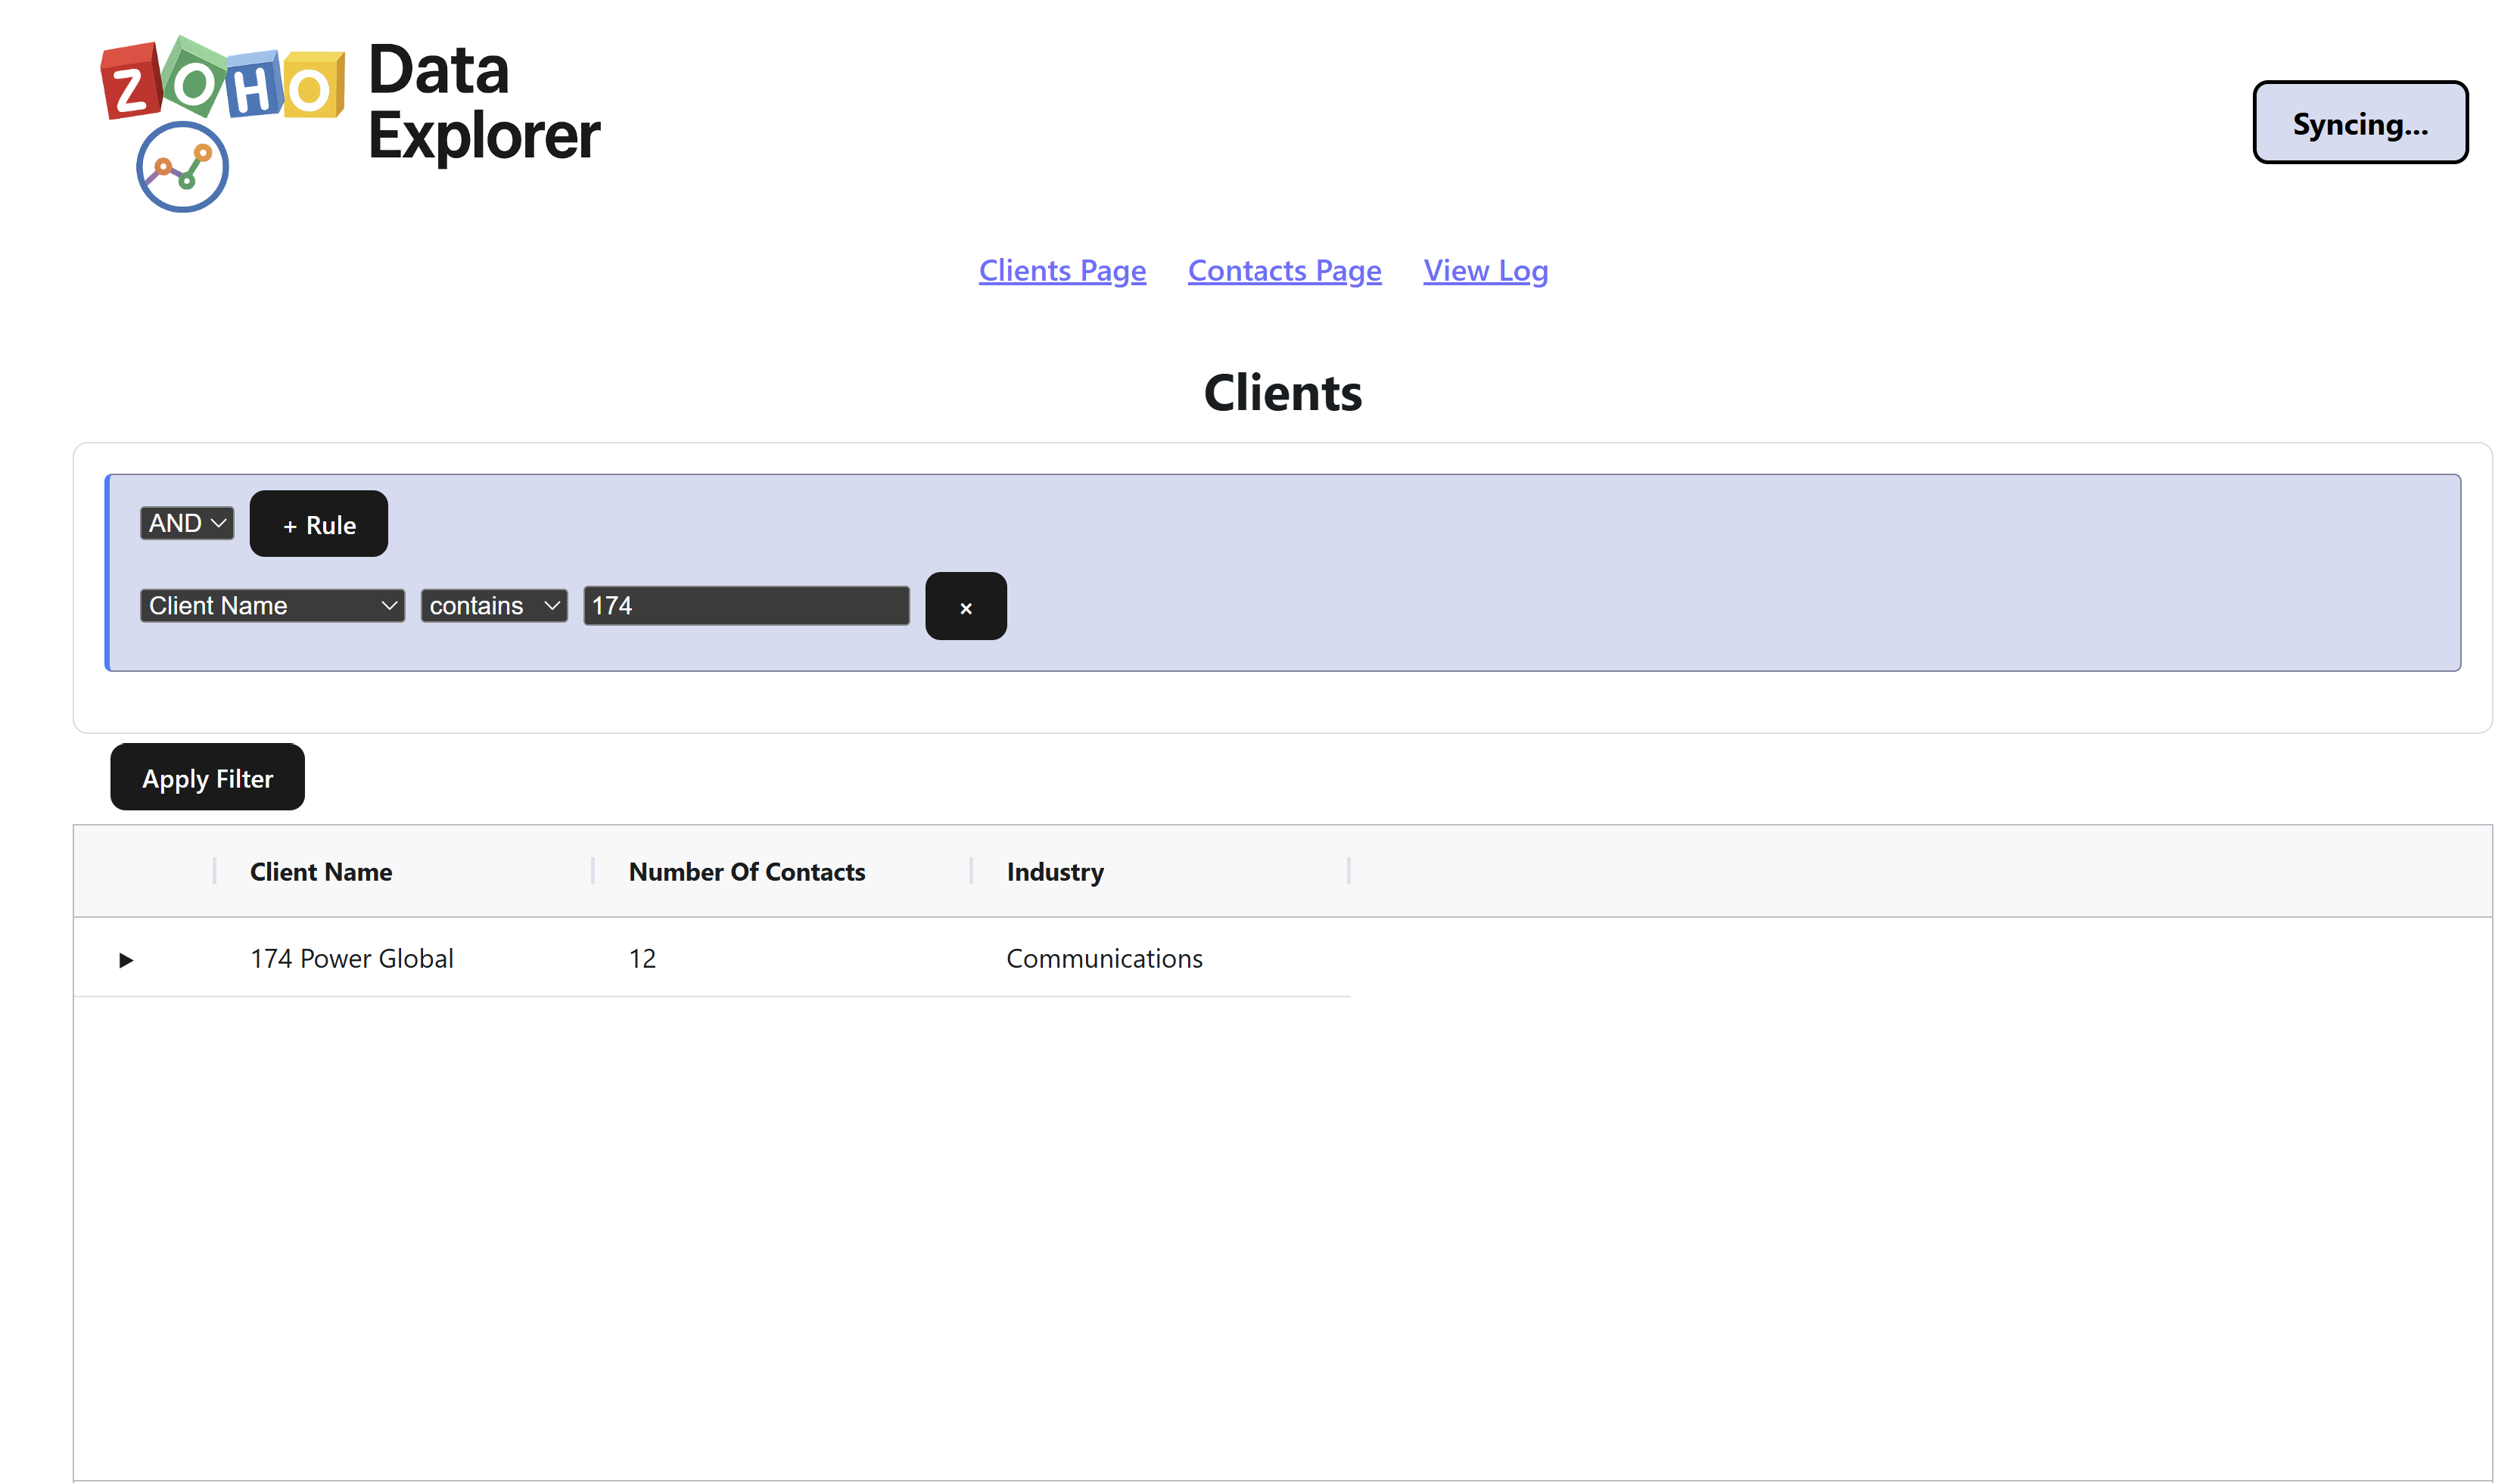 ZOHO
Data
Explorer
Syncing...
Clients Page Contacts Page View Log
Clients
AND + Rule
Client Name contains 174 ×
Apply Filter
Client Name Number Of Contacts Industry
174 Power Global 12 Communications